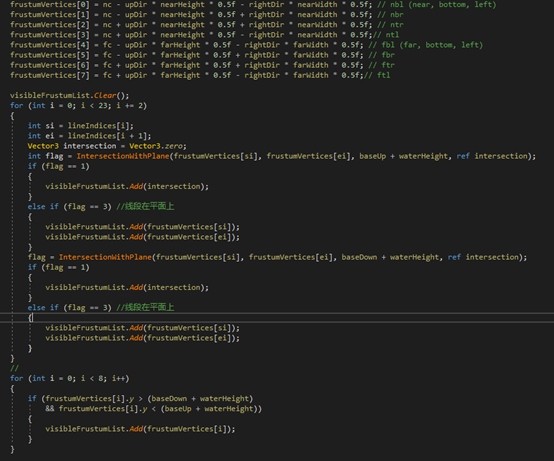 frustumVertices[0] = nc - upDir * nearHeight * 0.5f - rightDir * nearWidth * 0.5f; // nbl (near, bottom, left)
frustumVertices[1] = nc - upDir * nearHeight * 0.5f + rightDir * nearWidth * 0.5f; // nbr
frustumVertices[2] = nc + upDir * nearHeight * 0.5f + rightDir * nearWidth * 0.5f; // ntr
frustumVertices[3] = nc + upDir * nearHeight * 0.5f - rightDir * nearWidth * 0.5f;// ntl
frustumVertices[4] = fc - upDir * farHeight * 0.5f - rightDir * farWidth * 0.5f; // fbl (far, bottom, left)
frustumVertices[5] = fc - upDir * farHeight * 0.5f + rightDir * farWidth * 0.5f; // fbr
frustumVertices[6] = fc + upDir * farHeight * 0.5f + rightDir * farWidth * 0.5f; // ftr
frustumVertices[7] = fc + upDir * farHeight * 0.5f - rightDir * farWidth * 0.5f;// ftl
visibleFrustumList.Clear();
for (int i = 0; i < 23; i += 2)
{
int si = lineIndices[i];
int ei = lineIndices[i + 1];
Vector3 intersection = Vector3.zero;
int flag = IntersectionWithPlane(frustumVertices[si], frustumVertices[ei], baseUp + waterHeight, ref intersection);
if (flag == 1)
{
visibleFrustumList.Add(intersection);
}
else if (flag == 3) //线段在平面上
{
visibleFrustumList.Add(frustumVertices[si]);
visibleFrustumList.Add(frustumVertices[ei]);
}
flag = IntersectionWithPlane(frustumVertices[si], frustumVertices[ei], baseDown + waterHeight, ref intersection);
if (flag == 1)
{
visibleFrustumList.Add(intersection);
}
else if (flag == 3) //线段在平面上
{
visibleFrustumList.Add(frustumVertices[si]);
visibleFrustumList.Add(frustumVertices[ei]);
}
}
//
for (int i = 0; i < 8; i++)
{
if (frustumVertices[i].y > (baseDown + waterHeight)
&& frustumVertices[i].y < (baseUp + waterHeight))
{
visibleFrustumList.Add(frustumVertices[i]);
}
}